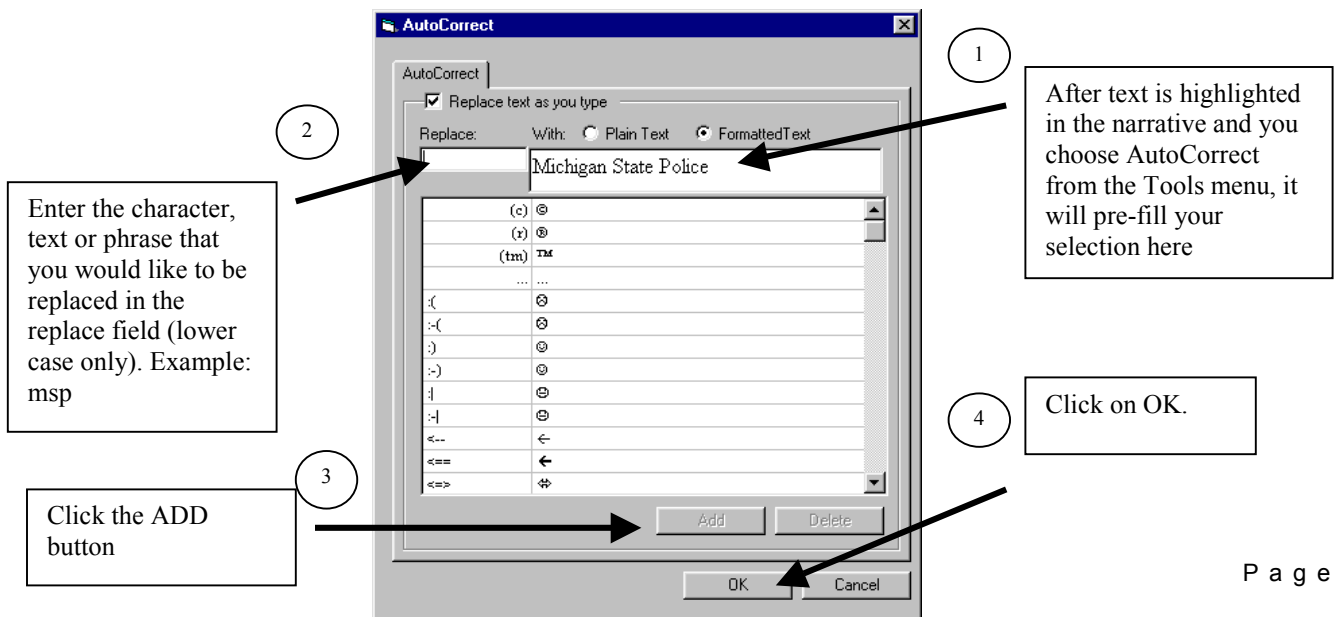 AutoCorrect
1
AutoCorrect
Replace text as you type
2
Replace:
With: Plain Text FormattedText
Michigan State Police
After text is highlighted
in the narrative and you
choose AutoCorrect
from the Tools menu, it
will pre-fill your
selection here
Enter the character,
text or phrase that
you would like to be
replaced in the
replace field (lower
case only). Example:
msp
(c) ©
(r) ®
(tm) ™
... ...
:( ☹
:-( ☹
:) ☺
:-) ☺
:| 😐
:-| 😐
<-- ←
<== ←
<=> ⇔
4
Click on OK.
3
Click the ADD
button
Add Delete
OK Cancel
P a g e